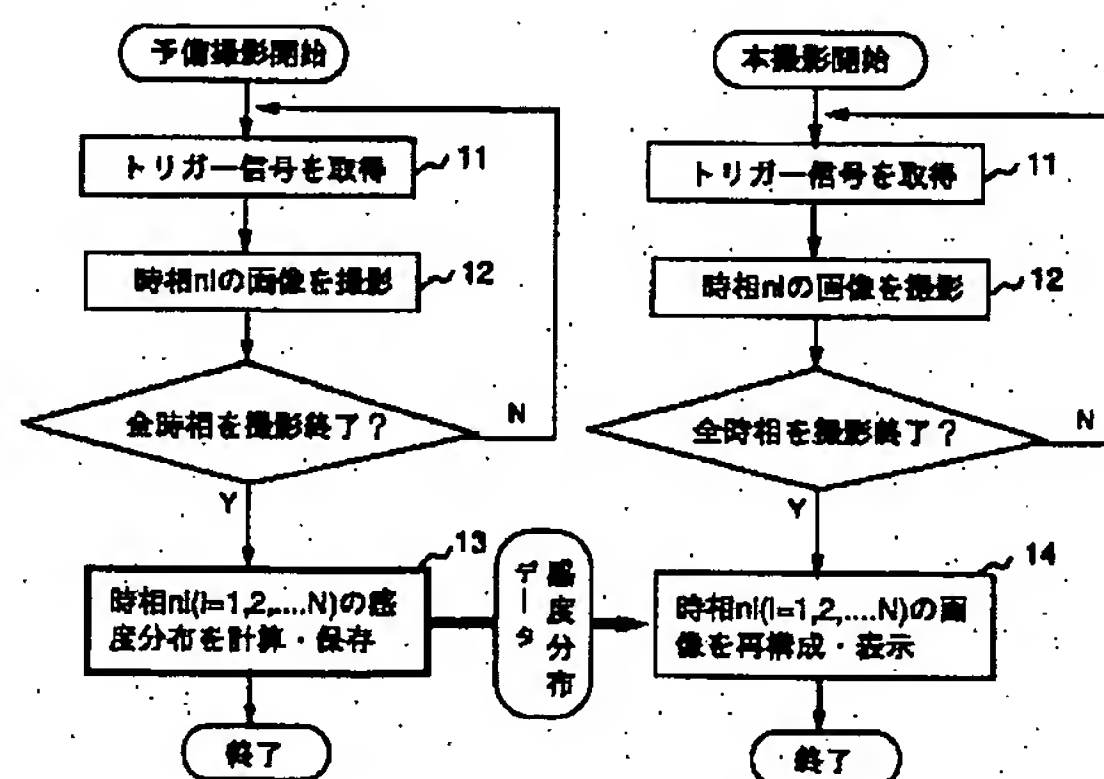 予備撮影開始
トリガー信号を取得
11
時相niの画像を撮影
12
全時相を撮影終了?
N
Y
時相ni(i=1,2,....N)の感
度分布を計算・保存
13
終了
感度分布
データ
本撮影開始
トリガー信号を取得
11
時相niの画像を撮影
12
全時相を撮影終了?
N
Y
時相ni(i=1,2,....N)の画
像を再構成・表示
14
終了